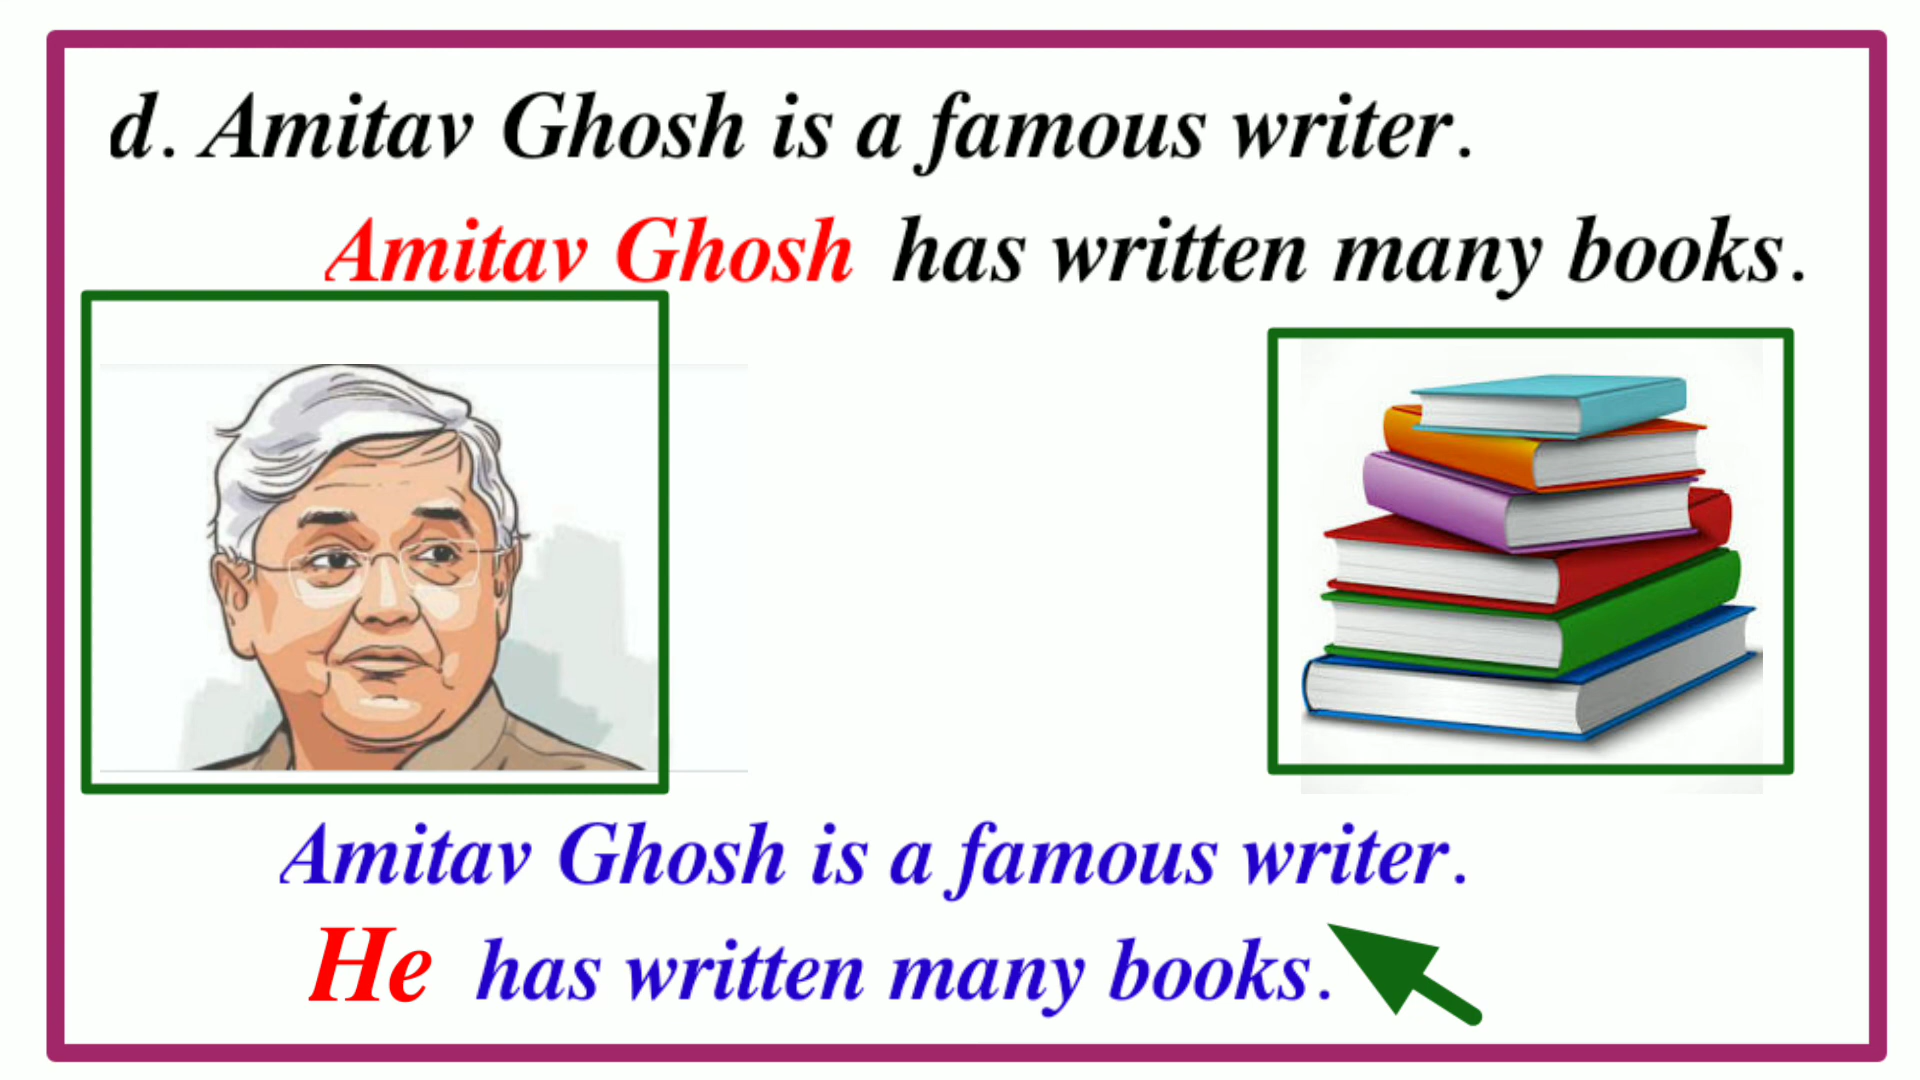 d. Amitav Ghosh is a famous writer.
Amitav Ghosh has written many books.
Amitav Ghosh is a famous writer.
He has written many books.